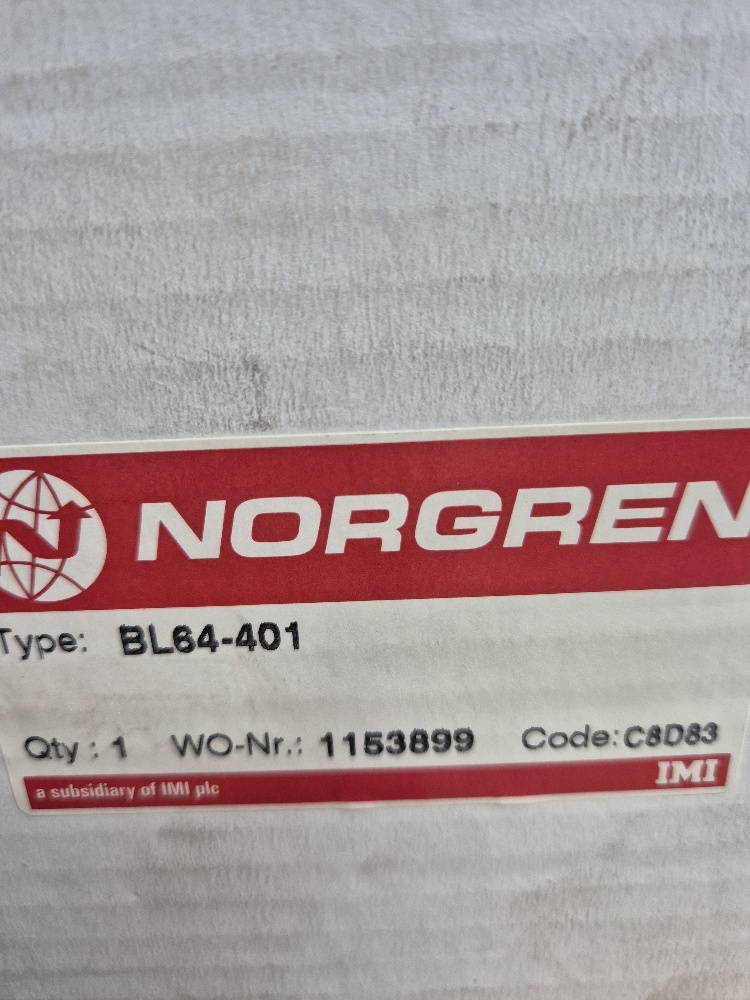 NORGREN
Type: BL64-401
Qty : 1 WO-Nr.: 1153899 Code: C8D83
a subsidiary of IMI plc IMI